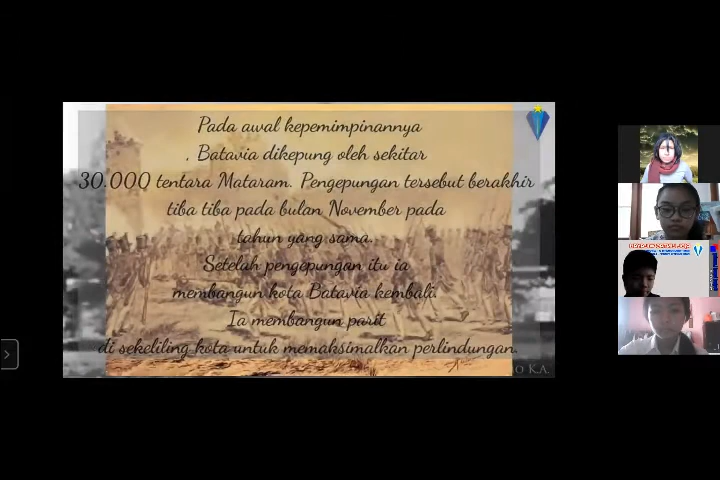 Pada awal kepemimpinannya
, Batavia dikepung oleh sekitar
30.000 tentara Mataram. Pengepungan tersebut berakhir
tiba tiba pada bulan November pada
tahun yang sama.
Setelah pengepungan itu ia
membangun kota Batavia kembali.
Ia membangun parit
di sekeliling kota untuk memaksimalkan perlindungan.
K.A.